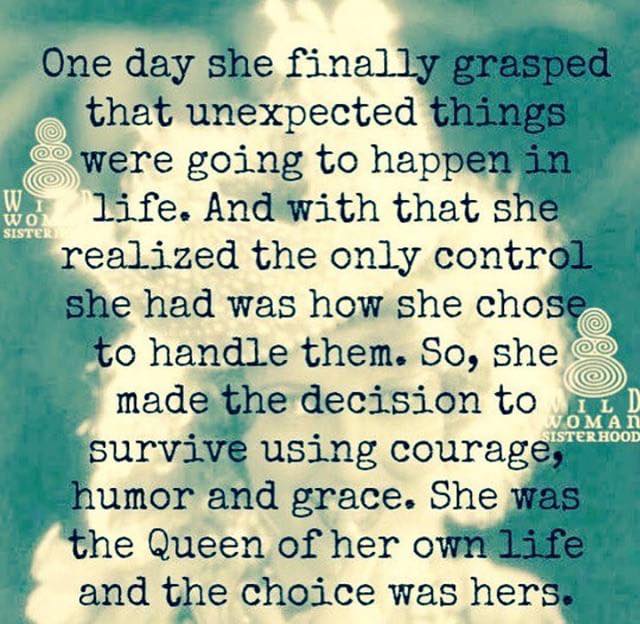 One day she finally grasped
that unexpected things
were going to happen in
life. And with that she
realized the only control
she had was how she chose
to handle them. So, she
made the decision to
survive using courage,
humor and grace. She was
the Queen of her own life
and the choice was hers.
WILD
WOMAN
SISTERHOOD